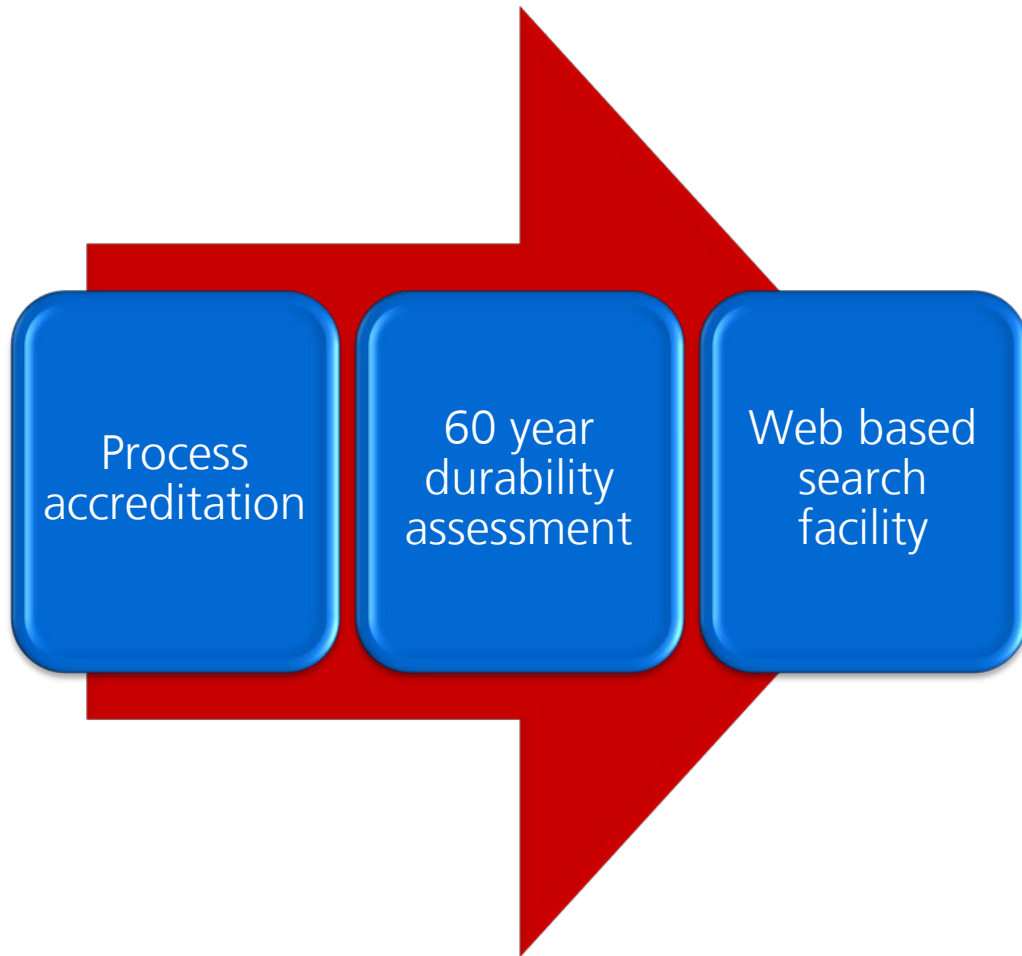 Process
accreditation
60 year
durability
assessment
Web based
search
facility